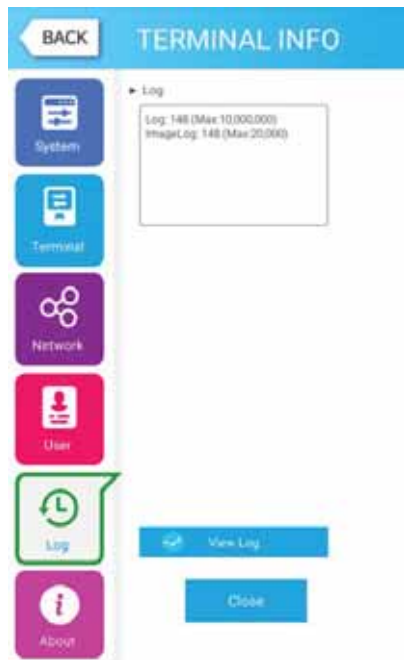 BACK
TERMINAL INFO
System
Terminal
Network
User
Log
About
▸ Log
Log: 148 (Max:10,000,000)
ImageLog: 148 (Max:20,000)
View Log
Close